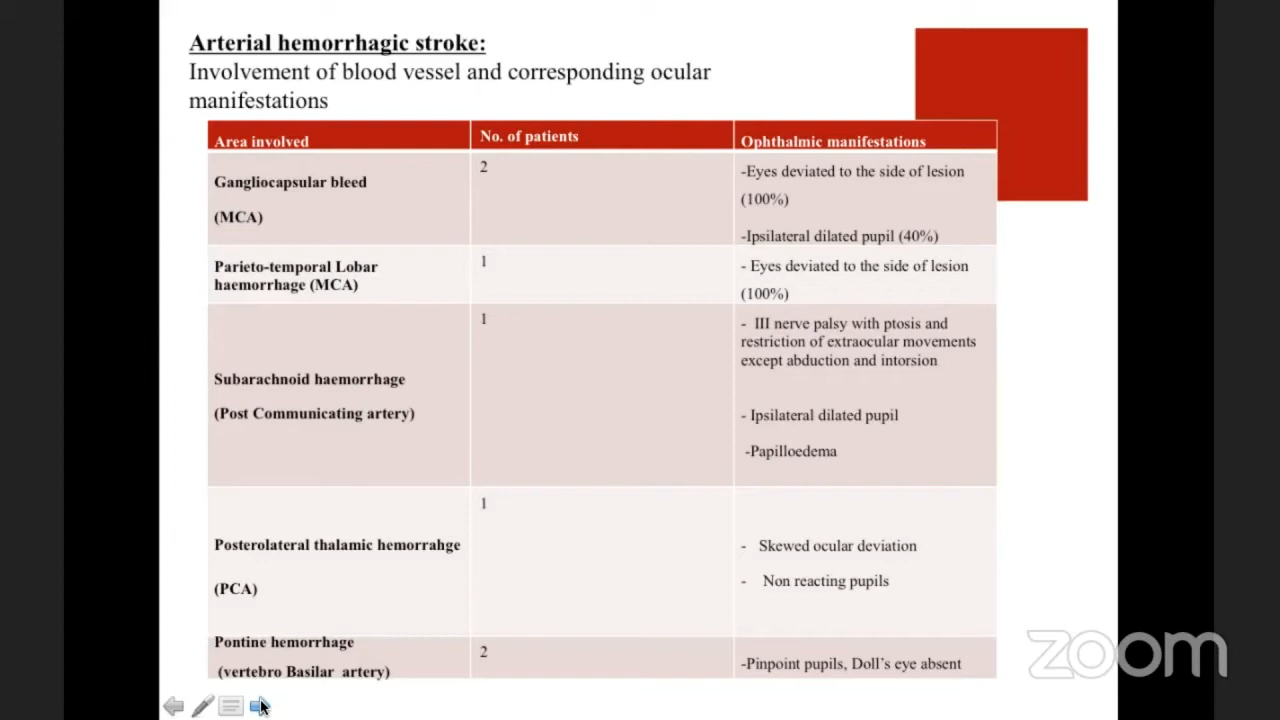 Arterial hemorrhagic stroke:
Involvement of blood vessel and corresponding ocular
manifestations
Area involved
No. of patients
Ophthalmic manifestations
Gangliocapsular bleed
(MCA)
2
-Eyes deviated to the side of lesion
(100%)
-Ipsilateral dilated pupil (40%)
Parieto-temporal Lobar
haemorrhage (MCA)
1
- Eyes deviated to the side of lesion
(100%)
Subarachnoid haemorrhage
(Post Communicating artery)
1
- III nerve palsy with ptosis and
restriction of extraocular movements
except abduction and intorsion
- Ipsilateral dilated pupil
-Papilloedema
Posterolateral thalamic hemorrahge
(PCA)
1
- Skewed ocular deviation
- Non reacting pupils
Pontine hemorrhage
(vertebro Basilar artery)
2
-Pinpoint pupils, Doll's eye absent
zoom